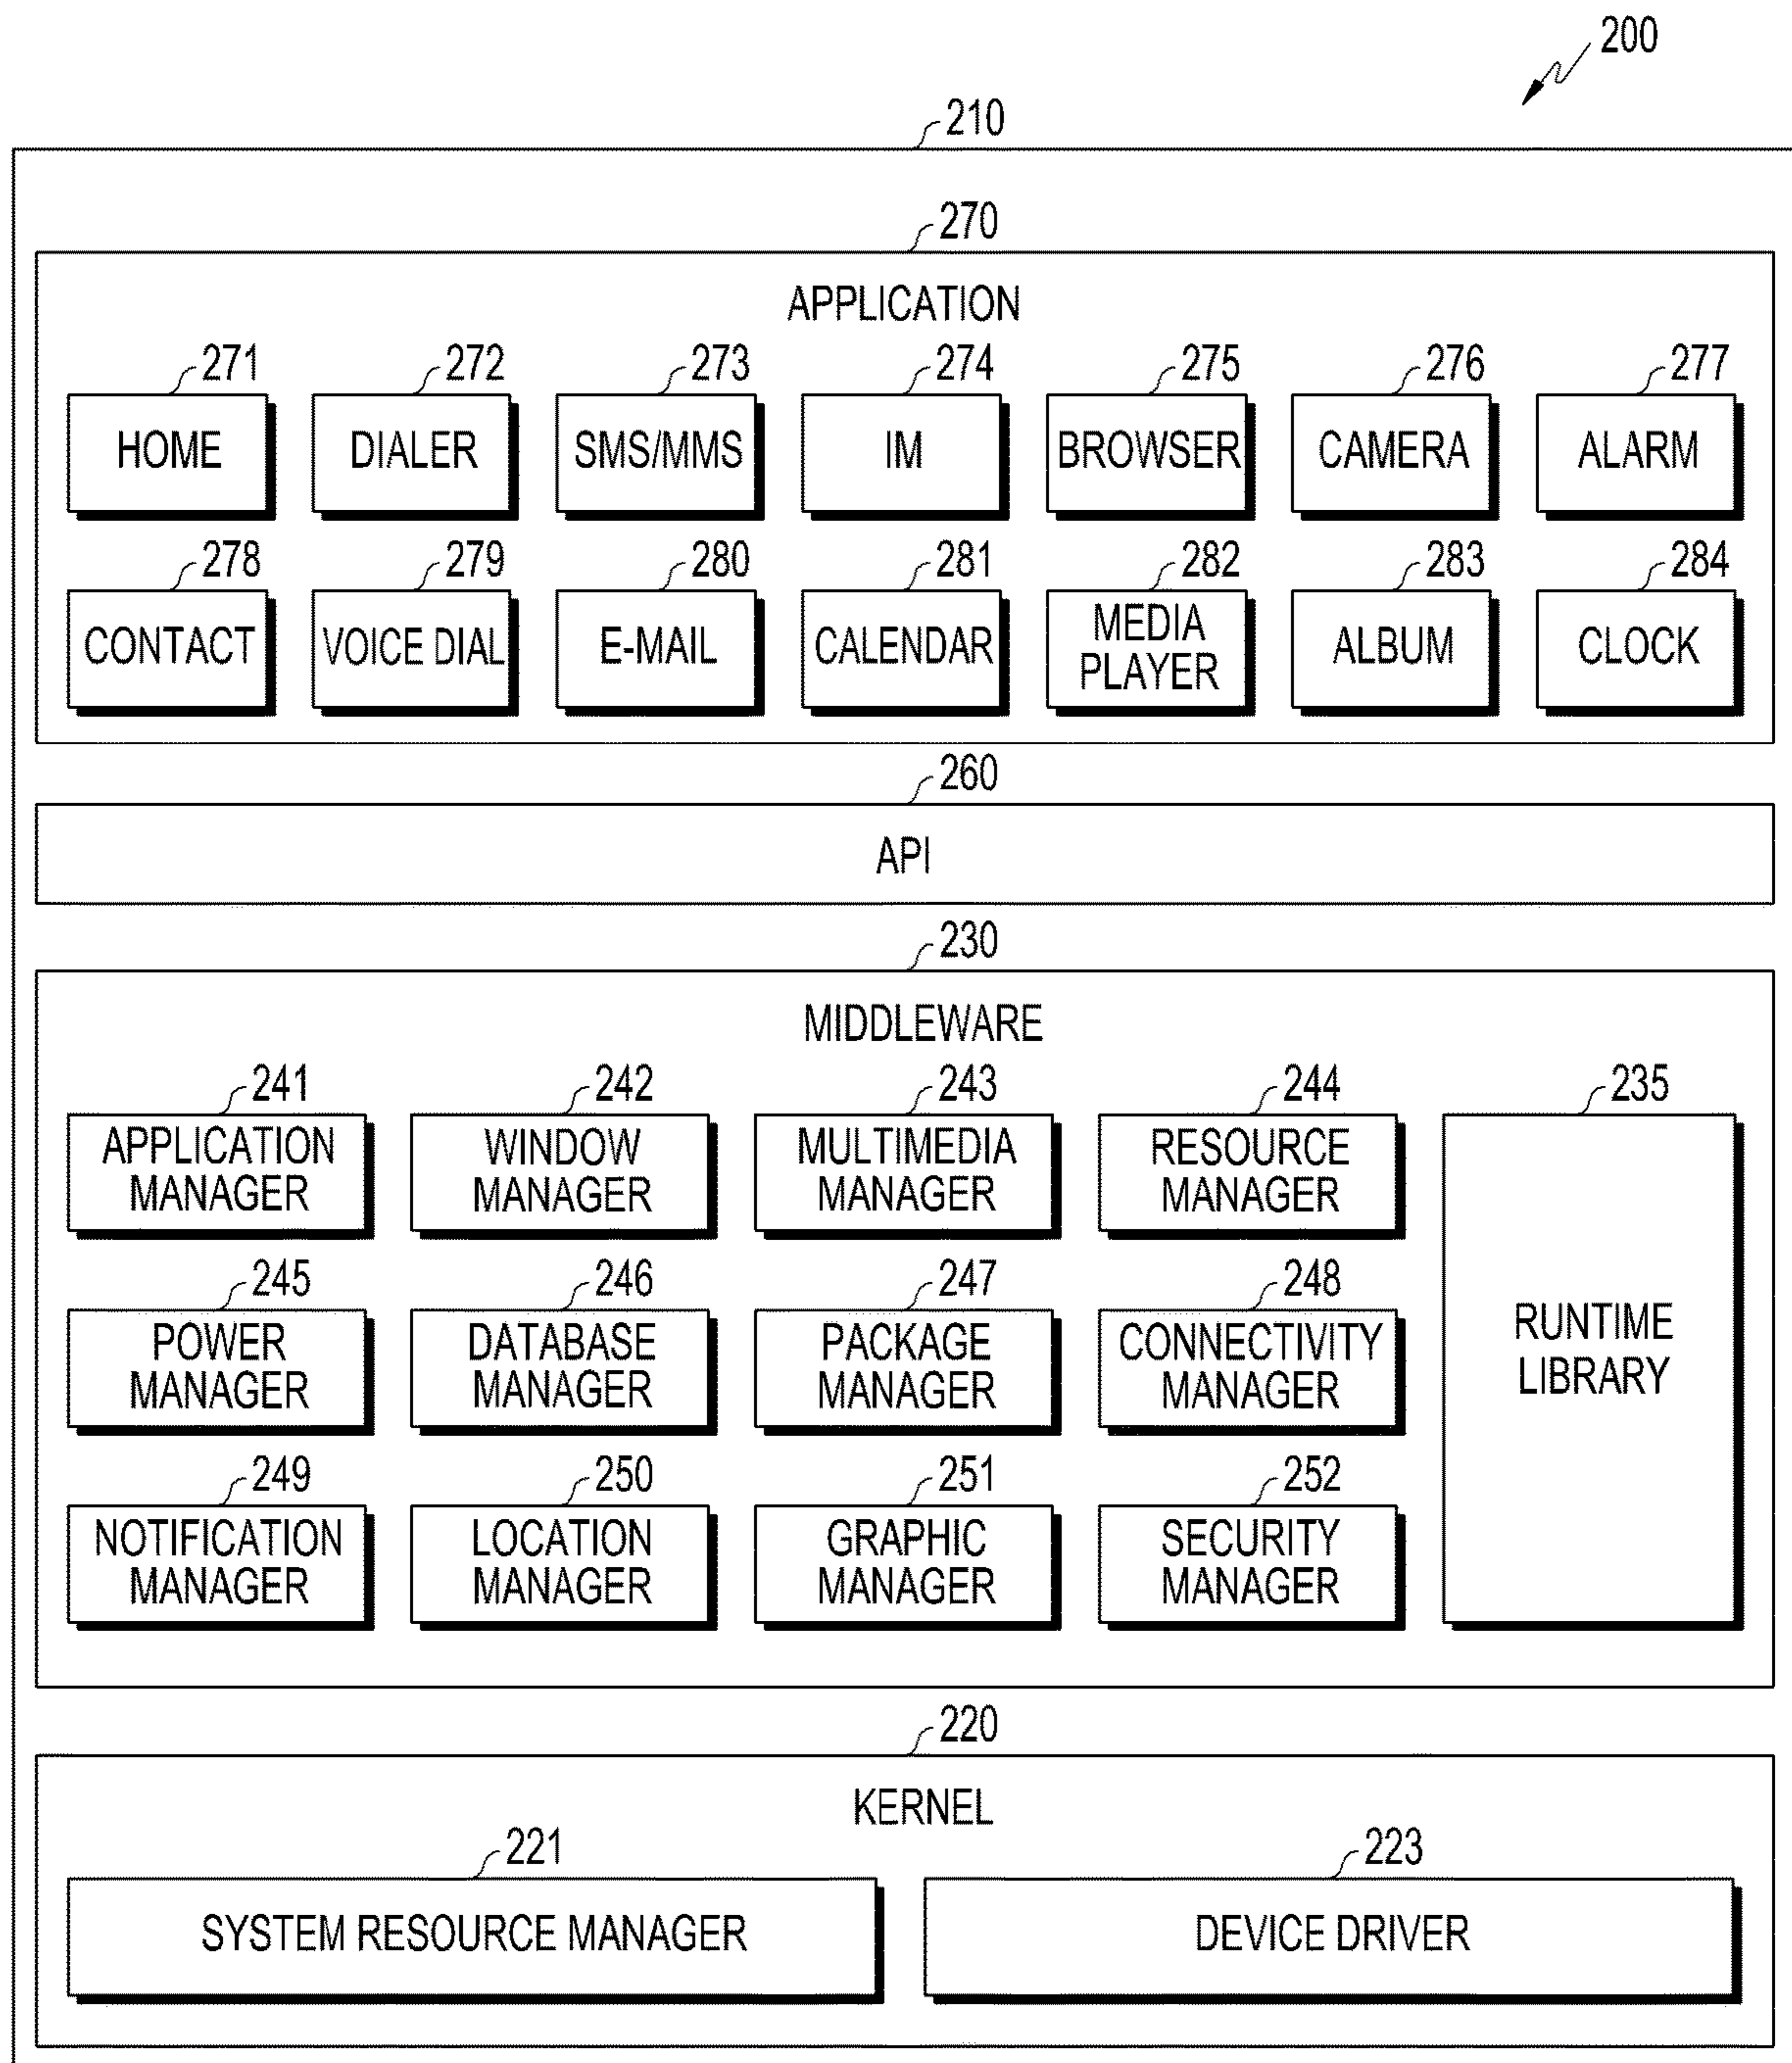 200
210
270
APPLICATION
271 272 273 274 275 276 277
HOME DIALER SMS/MMS IM BROWSER CAMERA ALARM
278 279 280 281 282 283 284
CONTACT VOICE DIAL E-MAIL CALENDAR MEDIA PLAYER ALBUM CLOCK
260
API
230
MIDDLEWARE
241 242 243 244 235
APPLICATION MANAGER WINDOW MANAGER MULTIMEDIA MANAGER RESOURCE MANAGER
245 246 247 248
POWER MANAGER DATABASE MANAGER PACKAGE MANAGER CONNECTIVITY MANAGER RUNTIME LIBRARY
249 250 251 252
NOTIFICATION MANAGER LOCATION MANAGER GRAPHIC MANAGER SECURITY MANAGER
220
KERNEL
221 223
SYSTEM RESOURCE MANAGER DEVICE DRIVER